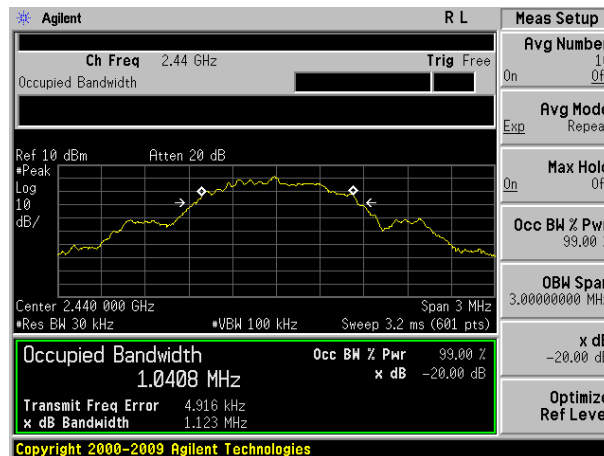 Agilent R L Meas Setup
Avg Number
10
On Off
Ch Freq 2.44 GHz Trig Free
Occupied Bandwidth
Avg Mode
Exp Repeat
Ref 10 dBm Atten 20 dB
#Peak
Log
10
dB/
Max Hold
On Off
Occ BW % Pwr
99.00 %
OBW Span
3.00000000 MHz
Center 2.440 000 GHz Span 3 MHz
#Res BW 30 kHz #VBW 100 kHz Sweep 3.2 ms (601 pts)
x dB
-20.00 dB
Occupied Bandwidth Occ BW % Pwr 99.00 %
1.0408 MHz x dB -20.00 dB
Transmit Freq Error 4.916 kHz
x dB Bandwidth 1.123 MHz
Optimize
Ref Level
Copyright 2000-2009 Agilent Technologies